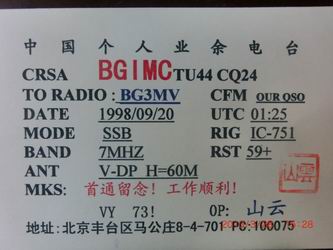 中国个人业余电台
CRSA BG1MC TU44 CQ24
TO RADIO : BG3MV CFM OUR QSO
DATE 1998/09/20 UTC 01:25
MODE SSB RIG IC-751
BAND 7MHZ RST 59+
ANT V-DP H=60M
MKS: 首通留念! 工作顺利!
VY 73! OP: 山云
地址:北京丰台区马公庄8-4-701 PC:100075